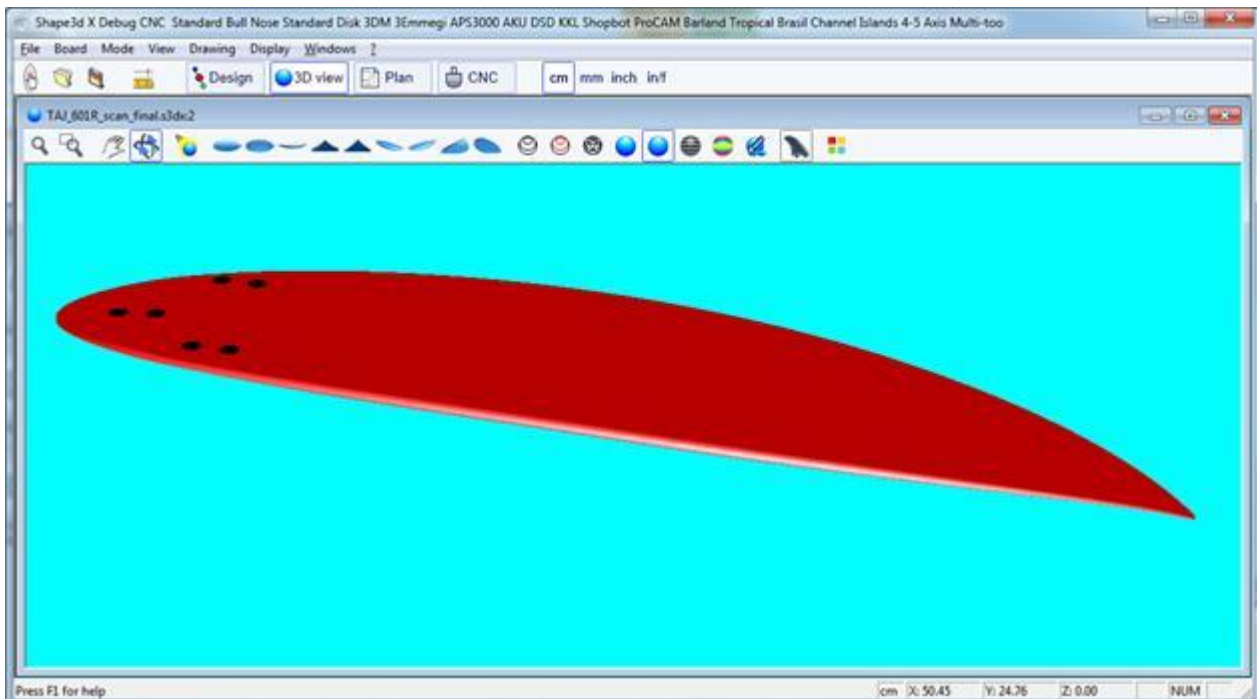 Shape3d X Debug CNC Standard Bull Nose Standard Disk 3DM 3Emmegi APS3000 AKU DSD KKL Shopbot ProCAM Barland Tropical Brasil Channel Islands 4-5 Axis Multi-too
File Board Mode View Drawing Display Windows ?
Design 3D view Plan CNC cm mm inch in/f
TAJ_601R_scan_final.s3dx:2
Press F1 for help cm X: 50.45 Y: 24.76 Z: 0.00 NUM